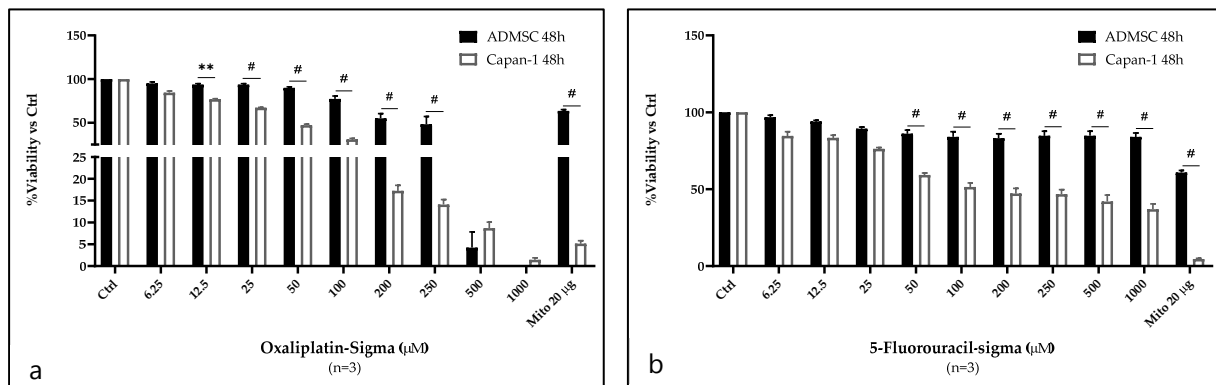 ADMSC 48h
Capan-1 48h
%Viability vs Ctrl
150
100
50
25
20
15
10
5
0
** # # # # # #
Ctrl 6.25 12.5 25 50 100 200 250 500 1000 Mito 20 µg
Oxaliplatin-Sigma (µM)
(n=3)
a
ADMSC 48h
Capan-1 48h
%Viability vs Ctrl
150
100
50
0
# # # # # # #
Ctrl 6.25 12.5 25 50 100 200 250 500 1000 Mito 20 µg
5-Fluorouracil-sigma (µM)
(n=3)
b